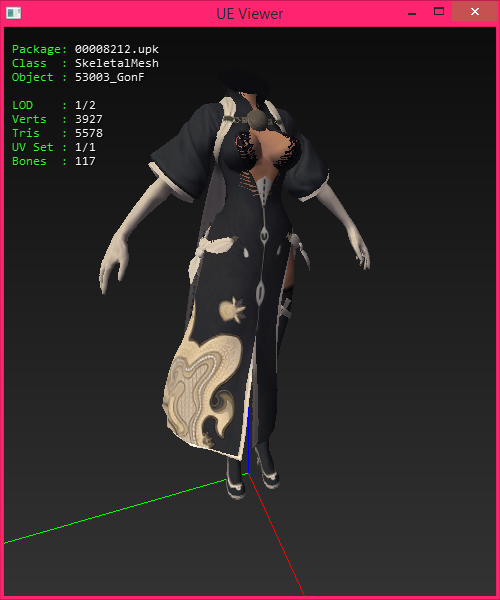 UE Viewer
Package: 00008212.upk
Class  : SkeletalMesh
Object : 53003_GonF
LOD    : 1/2
Verts  : 3927
Tris   : 5578
UV Set : 1/1
Bones  : 117